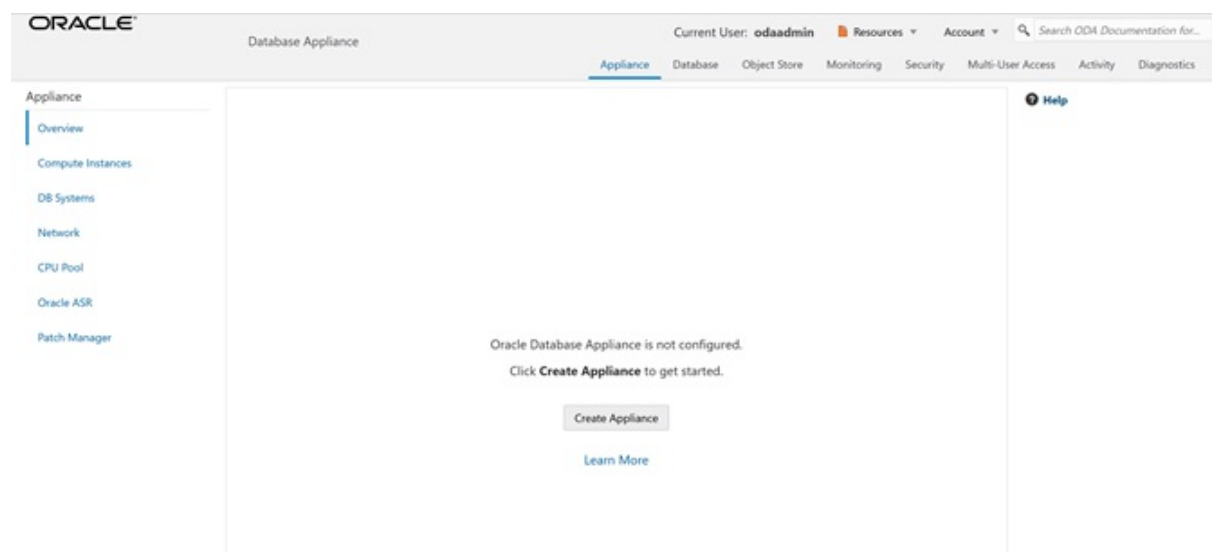 ORACLE®
Database Appliance
Current User: odaadmin Resources Account Search ODA Documentation for...
Appliance Database Object Store Monitoring Security Multi-User Access Activity Diagnostics
Appliance
Overview
Compute Instances
DB Systems
Network
CPU Pool
Oracle ASR
Patch Manager
Oracle Database Appliance is not configured.
Click Create Appliance to get started.
Create Appliance
Learn More
Help